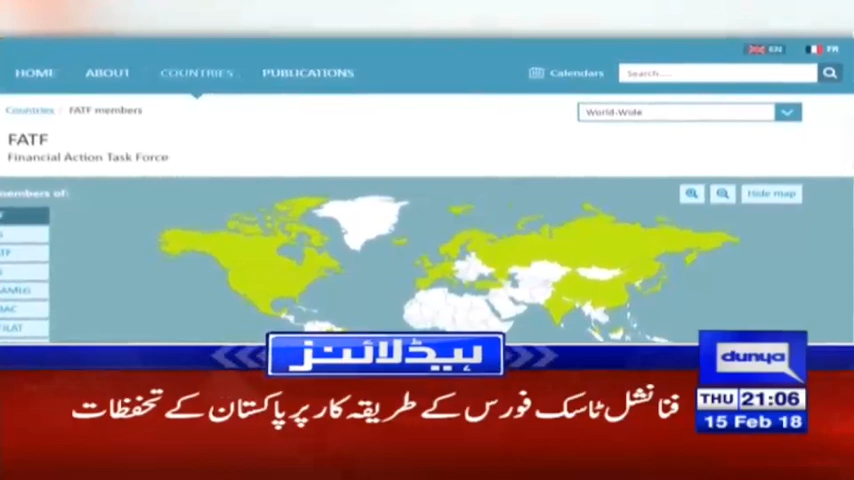 EN FR
HOME ABOUT COUNTRIES PUBLICATIONS Calendars Search....
Countries / FATF members
World-Wide
FATF
Financial Action Task Force
members of:
Hide map
ہیڈلائنز
dunya
فنانشل ٹاسک فورس کے طریقہ کار پر پاکستان کے تحفظات
THU 21:06
15 Feb 18